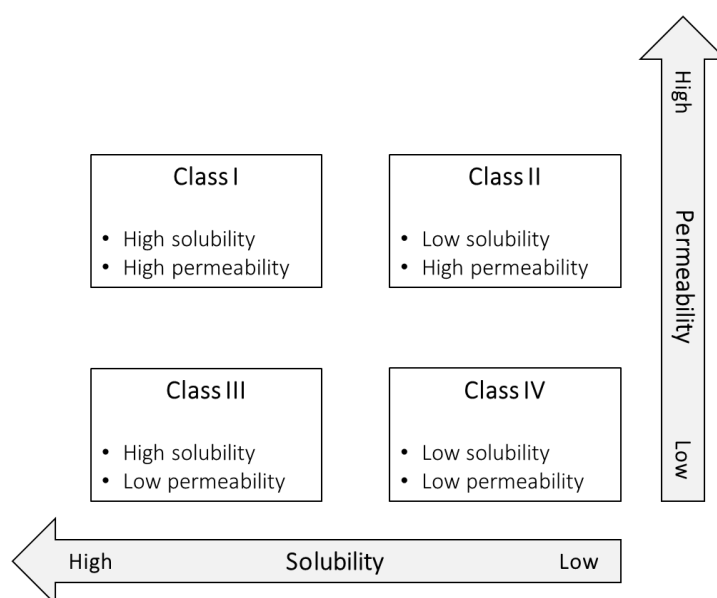 Class I
• High solubility
• High permeability
Class II
• Low solubility
• High permeability
Class III
• High solubility
• Low permeability
Class IV
• Low solubility
• Low permeability
High
Permeability
Low
High Solubility Low